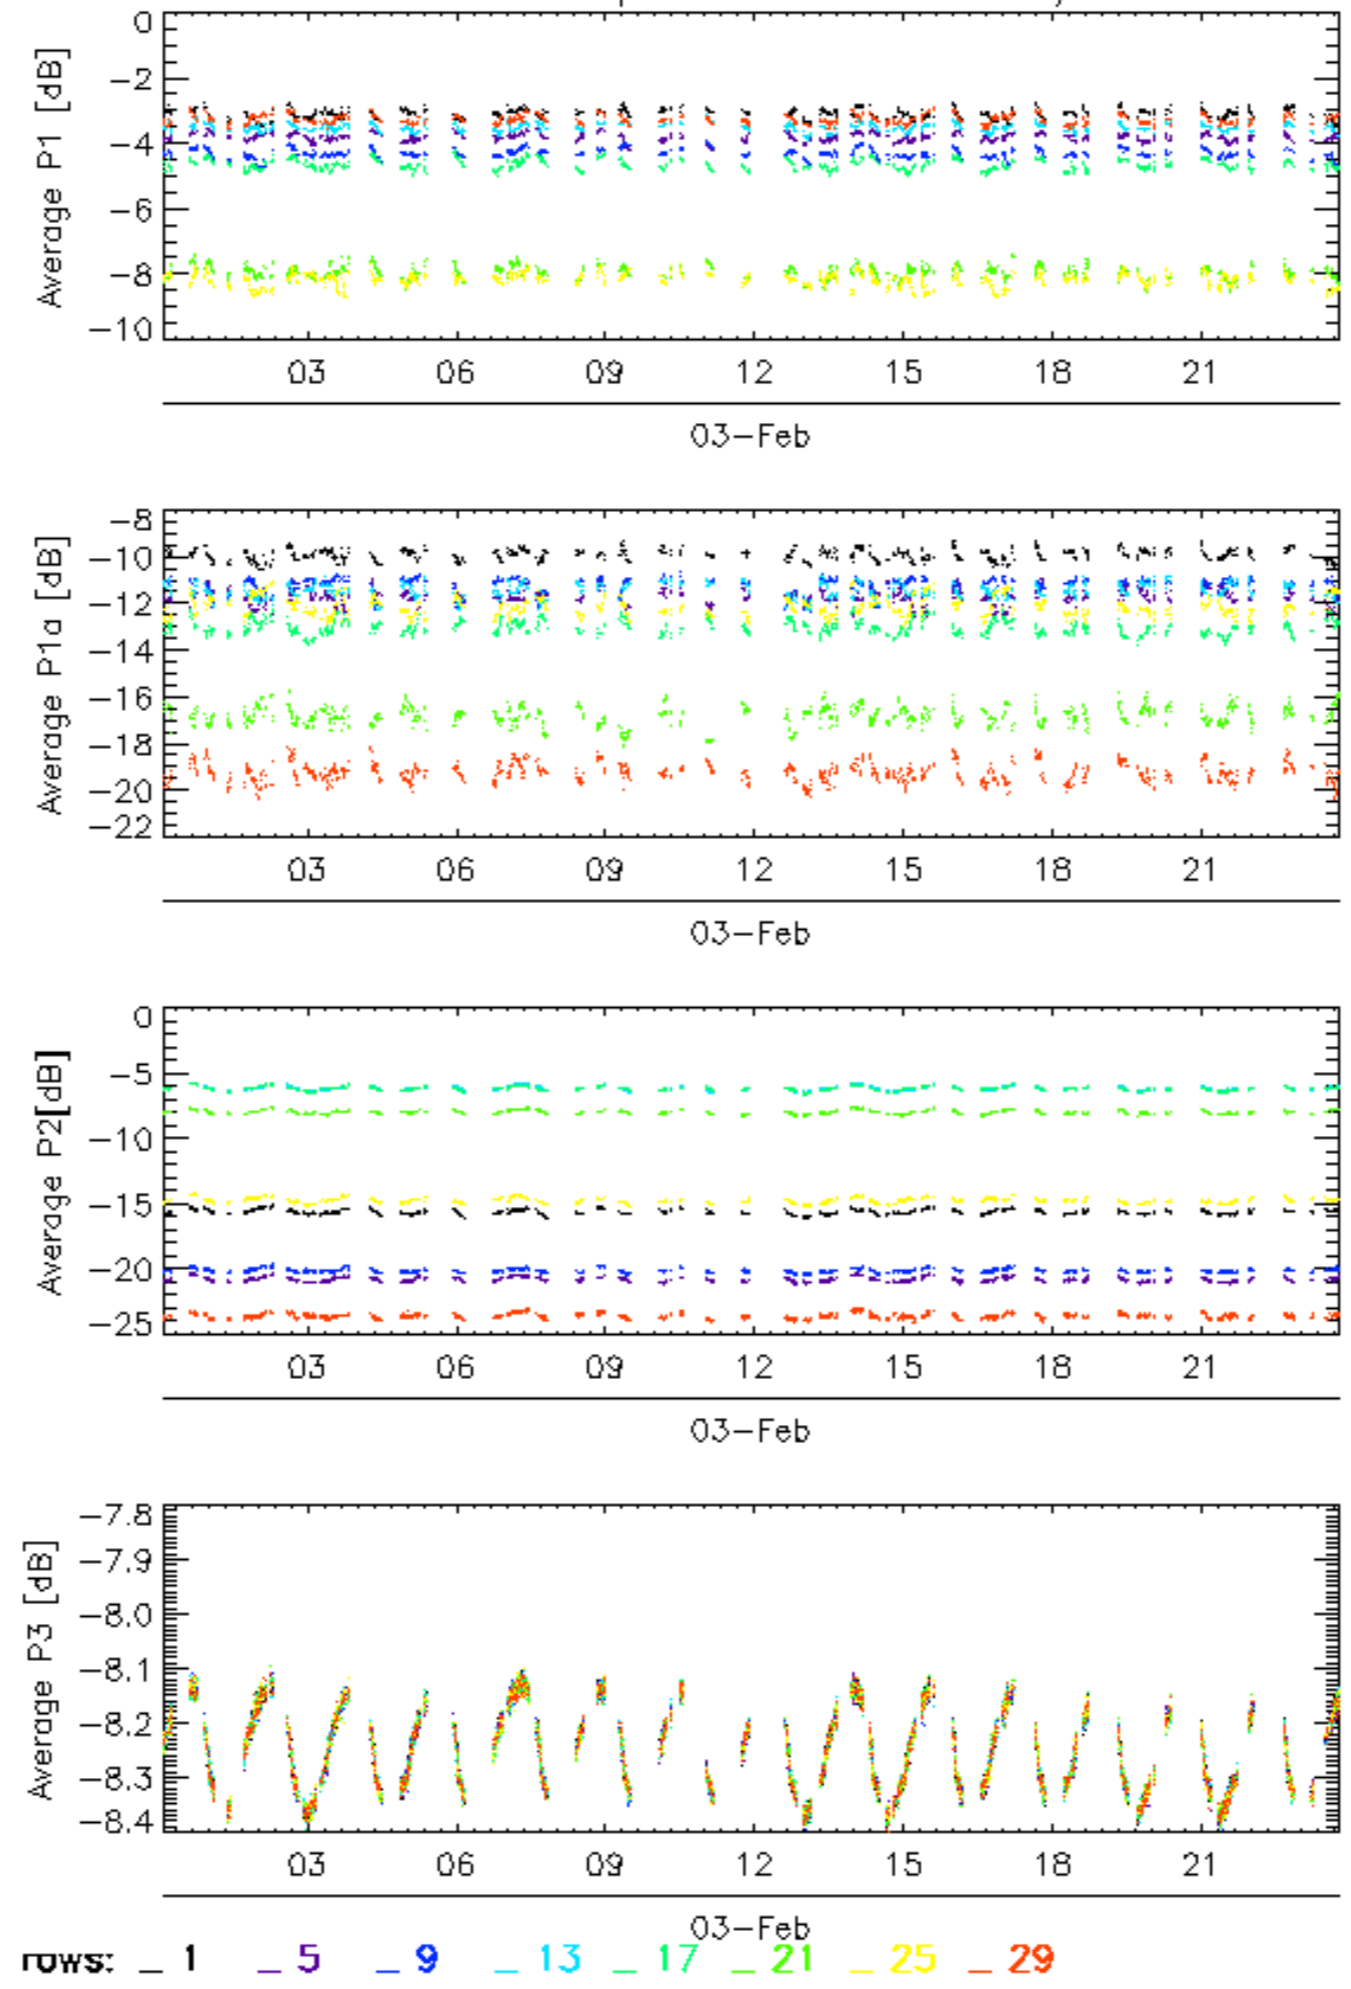 Average P1 [dB]
0
-2
-4
-6
-8
-10
03 06 09 12 15 18 21
03-Feb
Average P1a [dB]
-8
-10
-12
-14
-16
-18
-20
-22
03 06 09 12 15 18 21
03-Feb
Average P2[dB]
0
-5
-10
-15
-20
-25
03 06 09 12 15 18 21
03-Feb
Average P3 [dB]
-7.8
-7.9
-8.0
-8.1
-8.2
-8.3
-8.4
03 06 09 12 15 18 21
03-Feb
rows: _ 1 _ 5 _ 9 _ 13 _ 17 _ 21 _ 25 _ 29